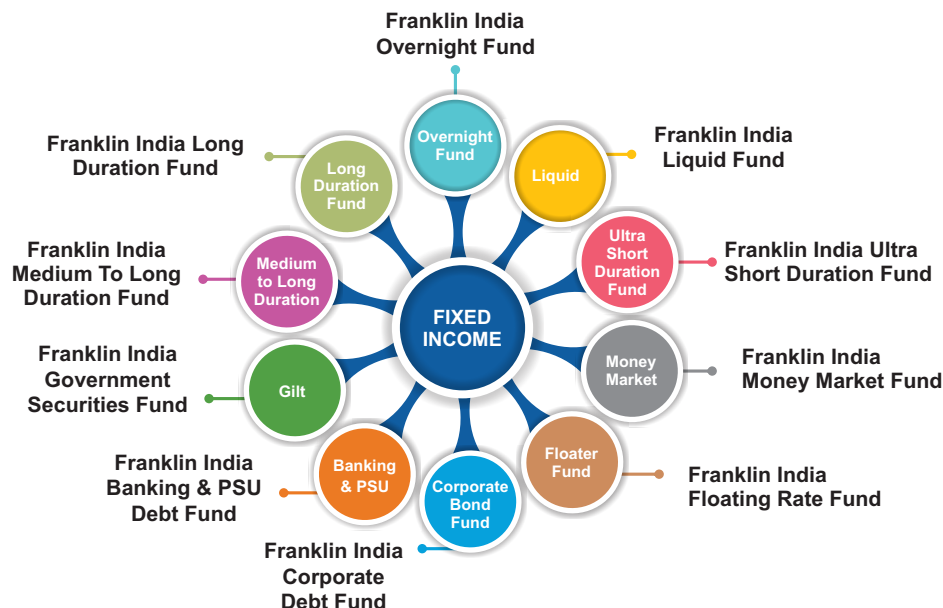 Franklin India
Overnight Fund
Overnight
Fund
Franklin India
Liquid Fund
Liquid
Franklin India Ultra
Short Duration Fund
Ultra
Short
Duration
Fund
Franklin India
Money Market Fund
Money
Market
Franklin India
Floating Rate Fund
Floater
Fund
Franklin India
Corporate
Debt Fund
Corporate
Bond
Fund
Franklin India
Banking & PSU
Debt Fund
Banking
& PSU
Franklin India
Government
Securities Fund
Gilt
Franklin India
Medium To Long
Duration Fund
Medium
to Long
Duration
Franklin India Long
Duration Fund
Long
Duration
Fund
FIXED
INCOME